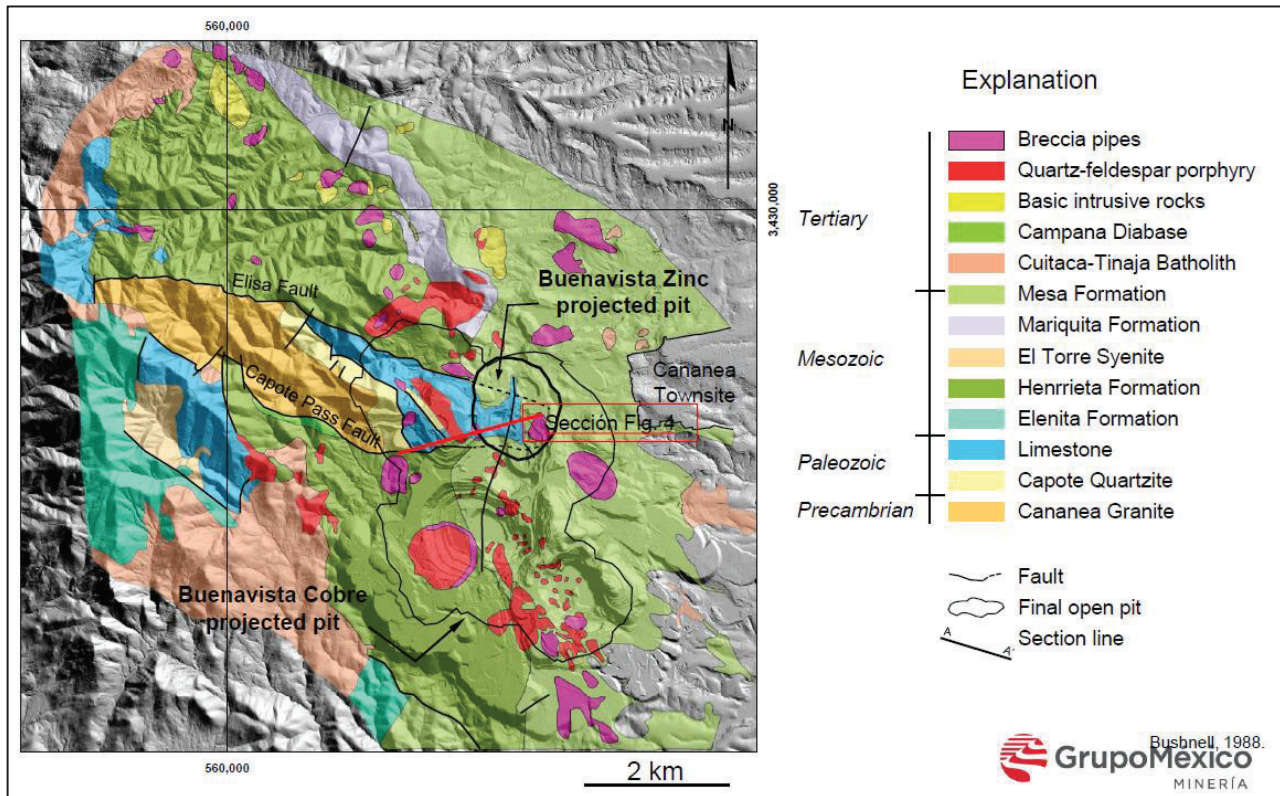 560,000
3,430,000
N
Elisa Fault
Buenavista Zinc
projected pit
Capote Pass Fault
Cananea
Townsite
Sección Fig. 4
Buenavista Cobre
projected pit
560,000
2 km
Explanation
Tertiary
Mesozoic
Paleozoic
Precambrian
Breccia pipes
Quartz-feldespar porphyry
Basic intrusive rocks
Campana Diabase
Cuitaca-Tinaja Batholith
Mesa Formation
Mariquita Formation
El Torre Syenite
Henrrieta Formation
Elenita Formation
Limestone
Capote Quartzite
Cananea Granite
Fault
Final open pit
A A'
Section line
Bushnell, 1988.
GrupoMéxico
MINERÍA